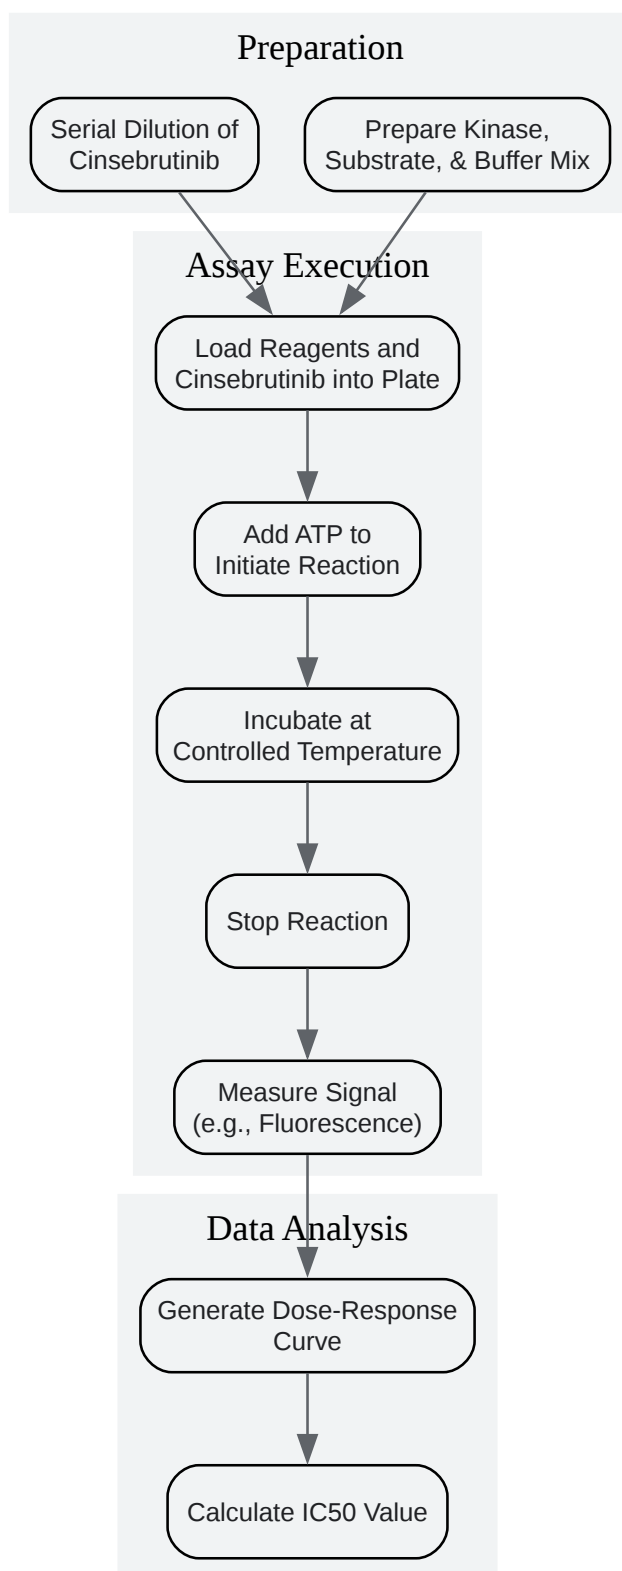 Preparation
Serial Dilution of
Cinsebrutinib
Prepare Kinase,
Substrate, & Buffer Mix
Assay Execution
Load Reagents and
Cinsebrutinib into Plate
Add ATP to
Initiate Reaction
Incubate at
Controlled Temperature
Stop Reaction
Measure Signal
(e.g., Fluorescence)
Data Analysis
Generate Dose-Response
Curve
Calculate IC50 Value